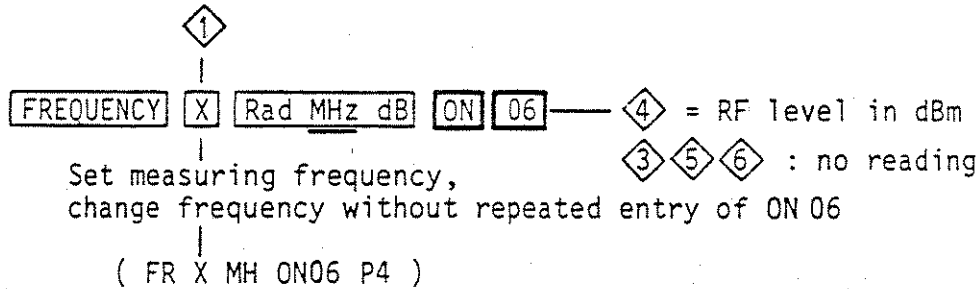 1
FREQUENCY X Rad MHz dB ON 06 4 = RF level in dBm
3 5 6 : no reading
Set measuring frequency,
change frequency without repeated entry of ON 06
( FR X MH ON06 P4 )